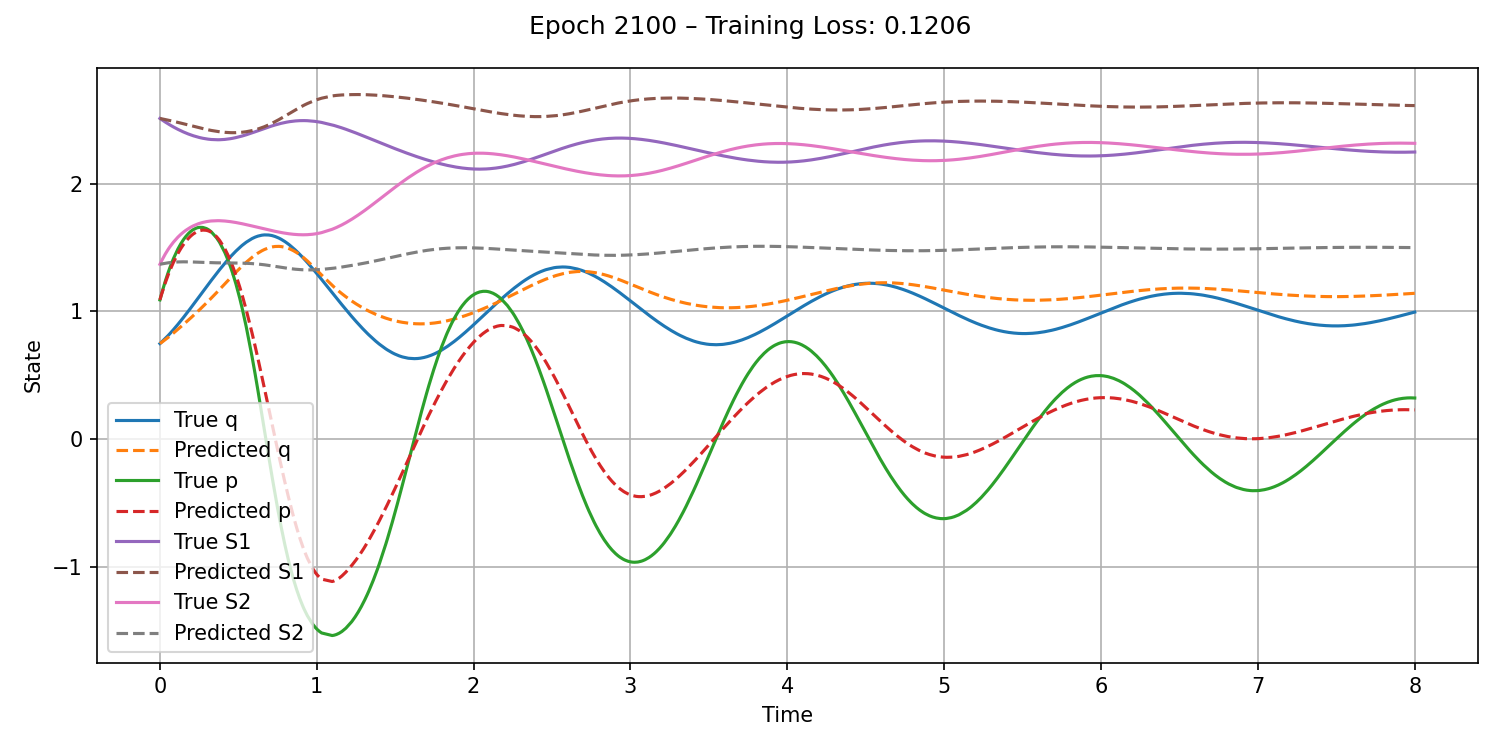 Epoch 2100 – Training Loss: 0.1206
State
2
1
0
−1
True q
Predicted q
True p
Predicted p
True S1
Predicted S1
True S2
Predicted S2
0 1 2 3 4 5 6 7 8
Time